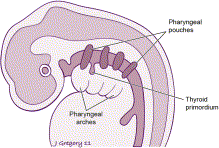 Pharyngeal
pouches
Thyroid
primordium
Pharyngeal
arches
J Gregory 11